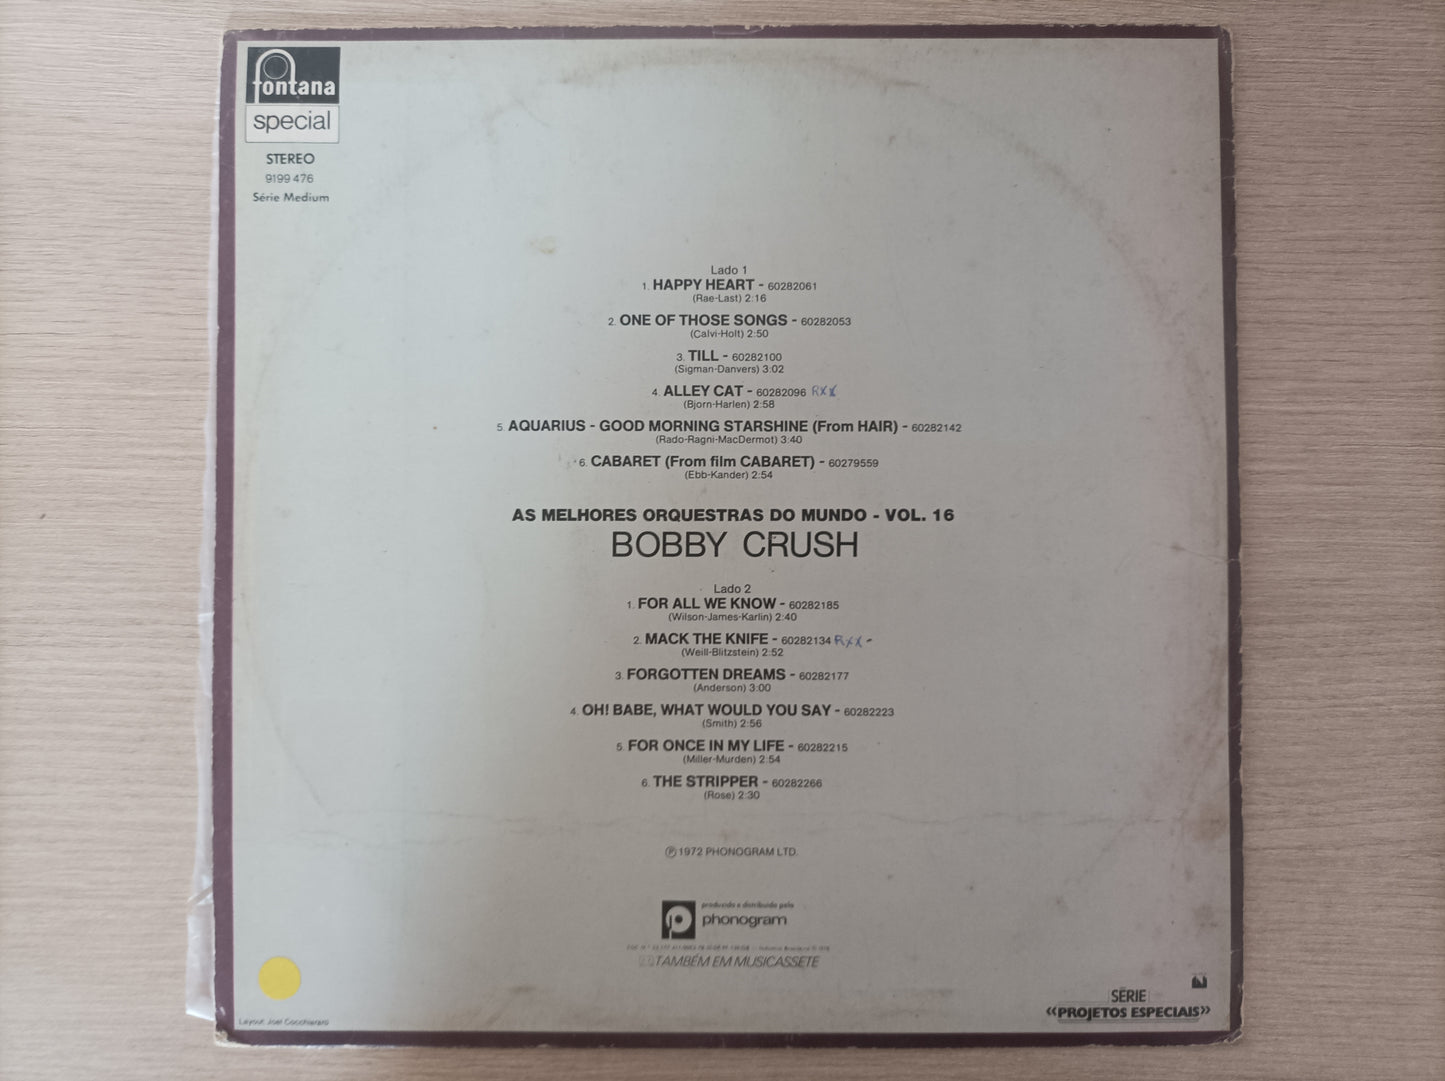 fontana
special
STEREO
9199 476
Série Medium
Lado 1
1. HAPPY HEART - 60282061
(Rae-Last) 2:16
2. ONE OF THOSE SONGS - 60282053
(Calvi-Holt) 2:50
3. TILL - 60282100
(Sigman-Danvers) 3:02
4. ALLEY CAT - 60282096 RXX
(Bjorn-Harlen) 2:58
5. AQUARIUS - GOOD MORNING STARSHINE (From HAIR) - 60282142
(Rado-Ragni-MacDermot) 3:40
6. CABARET (From film CABARET) - 60279559
(Ebb-Kander) 2:54
AS MELHORES ORQUESTRAS DO MUNDO - VOL. 16
BOBBY CRUSH
Lado 2
1. FOR ALL WE KNOW - 60282185
(Wilson-James-Karlin) 2:40
2. MACK THE KNIFE - 60282134 RXX -
(Weill-Blitzstein) 2:52
3. FORGOTTEN DREAMS - 60282177
(Anderson) 3:00
4. OH! BABE, WHAT WOULD YOU SAY - 60282223
(Smith) 2:56
5. FOR ONCE IN MY LIFE - 60282215
(Miller-Murden) 2:54
6. THE STRIPPER - 60282266
(Rose) 2:30
Ⓟ 1972 PHONOGRAM LTD.
produzido e distribuido pela
phonogram
TAMBÉM EM MUSICASSETE
SÉRIE
«PROJETOS ESPECIAIS»
Layout: Joel Cocchiararo